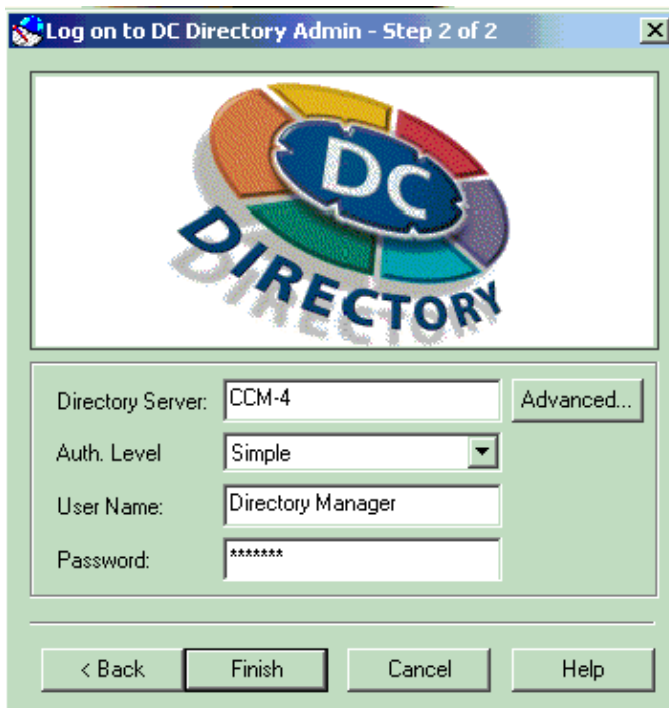 Log on to DC Directory Admin - Step 2 of 2
DC
DIRECTORY
Directory Server: CCM-4 Advanced...
Auth. Level Simple
User Name: Directory Manager
Password: *******
< Back Finish Cancel Help